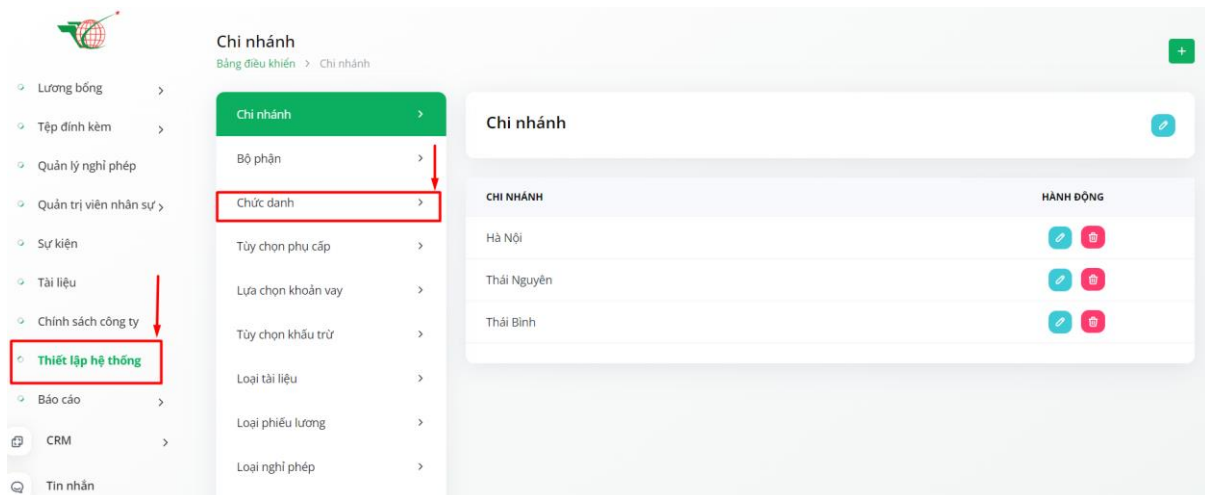 Chi nhánh
Bảng điều khiển > Chi nhánh
+
Lương bổng >
Tệp đính kèm >
Quản lý nghỉ phép
Quản trị viên nhân sự >
Sự kiện
Tài liệu
Chính sách công ty
Thiết lập hệ thống
Báo cáo >
CRM >
Tin nhắn
Chi nhánh >
Bộ phận >
Chức danh >
Tùy chọn phụ cấp >
Lựa chọn khoản vay >
Tùy chọn khấu trừ >
Loại tài liệu >
Loại phiếu lương >
Loại nghỉ phép >
Chi nhánh
CHI NHÁNH HÀNH ĐỘNG
Hà Nội
Thái Nguyên
Thái Bình